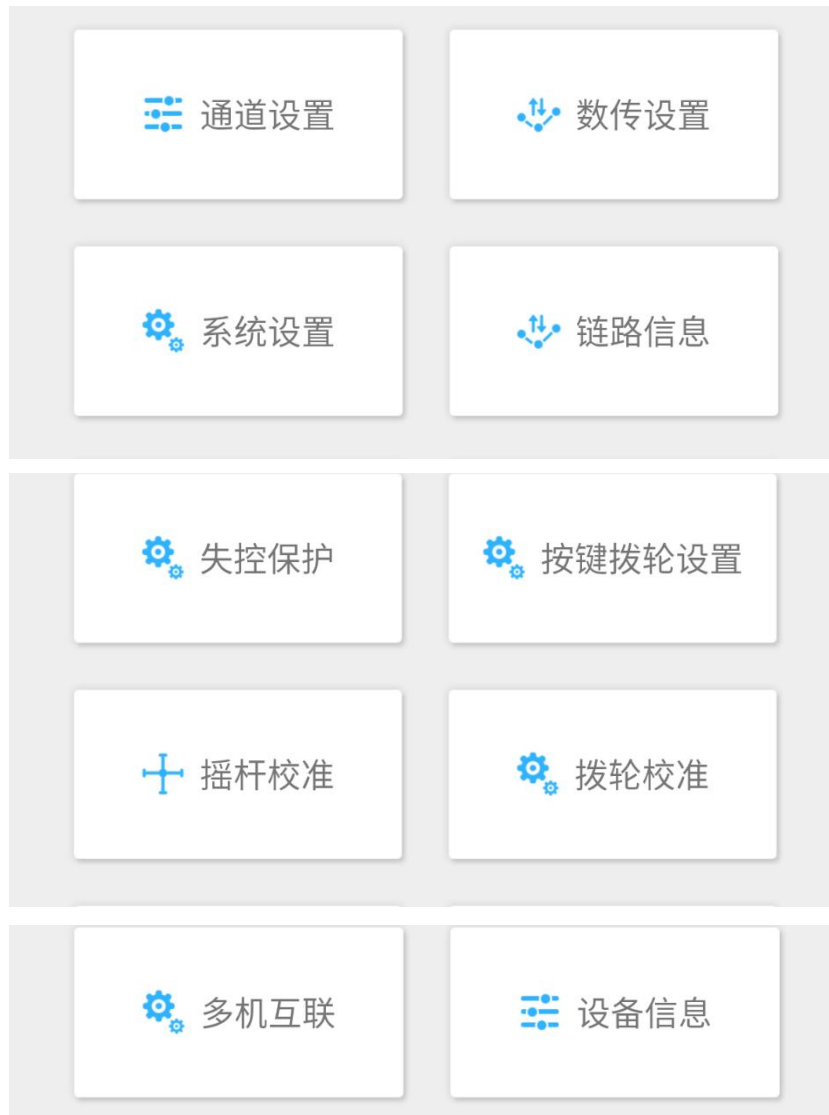 通道设置
数传设置
系统设置
链路信息
失控保护
按键拨轮设置
摇杆校准
拨轮校准
多机互联
设备信息